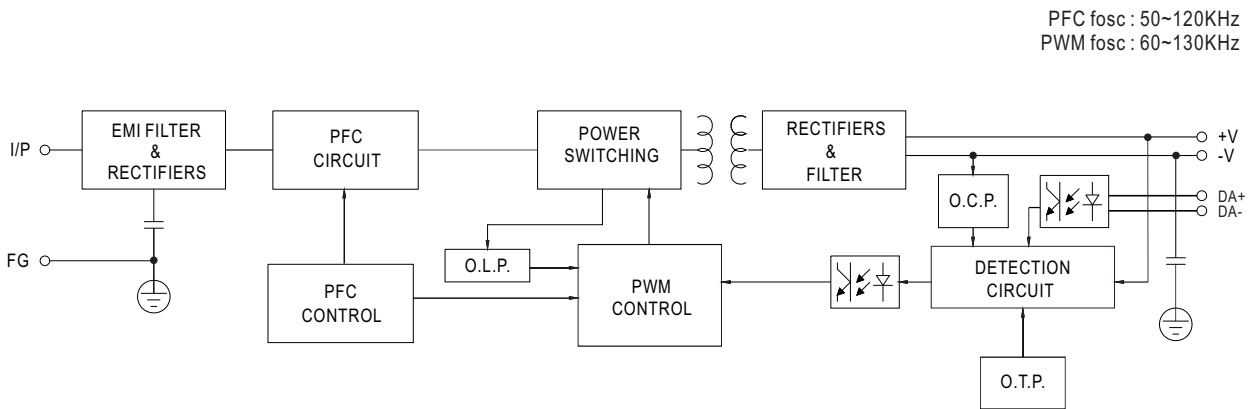 PFC fosc : 50~120KHz
PWM fosc : 60~130KHz
I/P
EMI FILTER
&
RECTIFIERS
PFC
CIRCUIT
POWER
SWITCHING
RECTIFIERS
&
FILTER
+V
-V
O.C.P.
DA+
DA-
FG
O.L.P.
PFC
CONTROL
PWM
CONTROL
DETECTION
CIRCUIT
O.T.P.